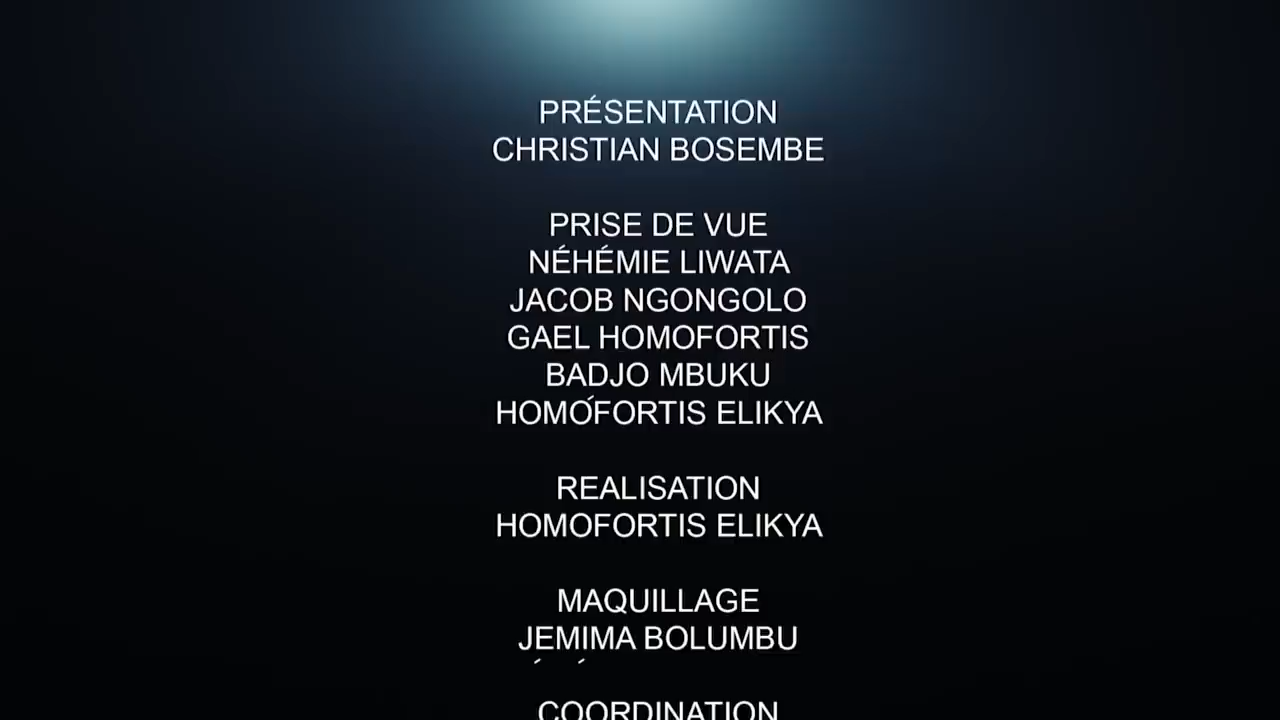 PRÉSENTATION
CHRISTIAN BOSEMBE
PRISE DE VUE
NÉHÉMIE LIWATA
JACOB NGONGOLO
GAEL HOMOFORTIS
BADJO MBUKU
HOMOFORTIS ELIKYA
REALISATION
HOMOFORTIS ELIKYA
MAQUILLAGE
JEMIMA BOLUMBU
COORDINATION